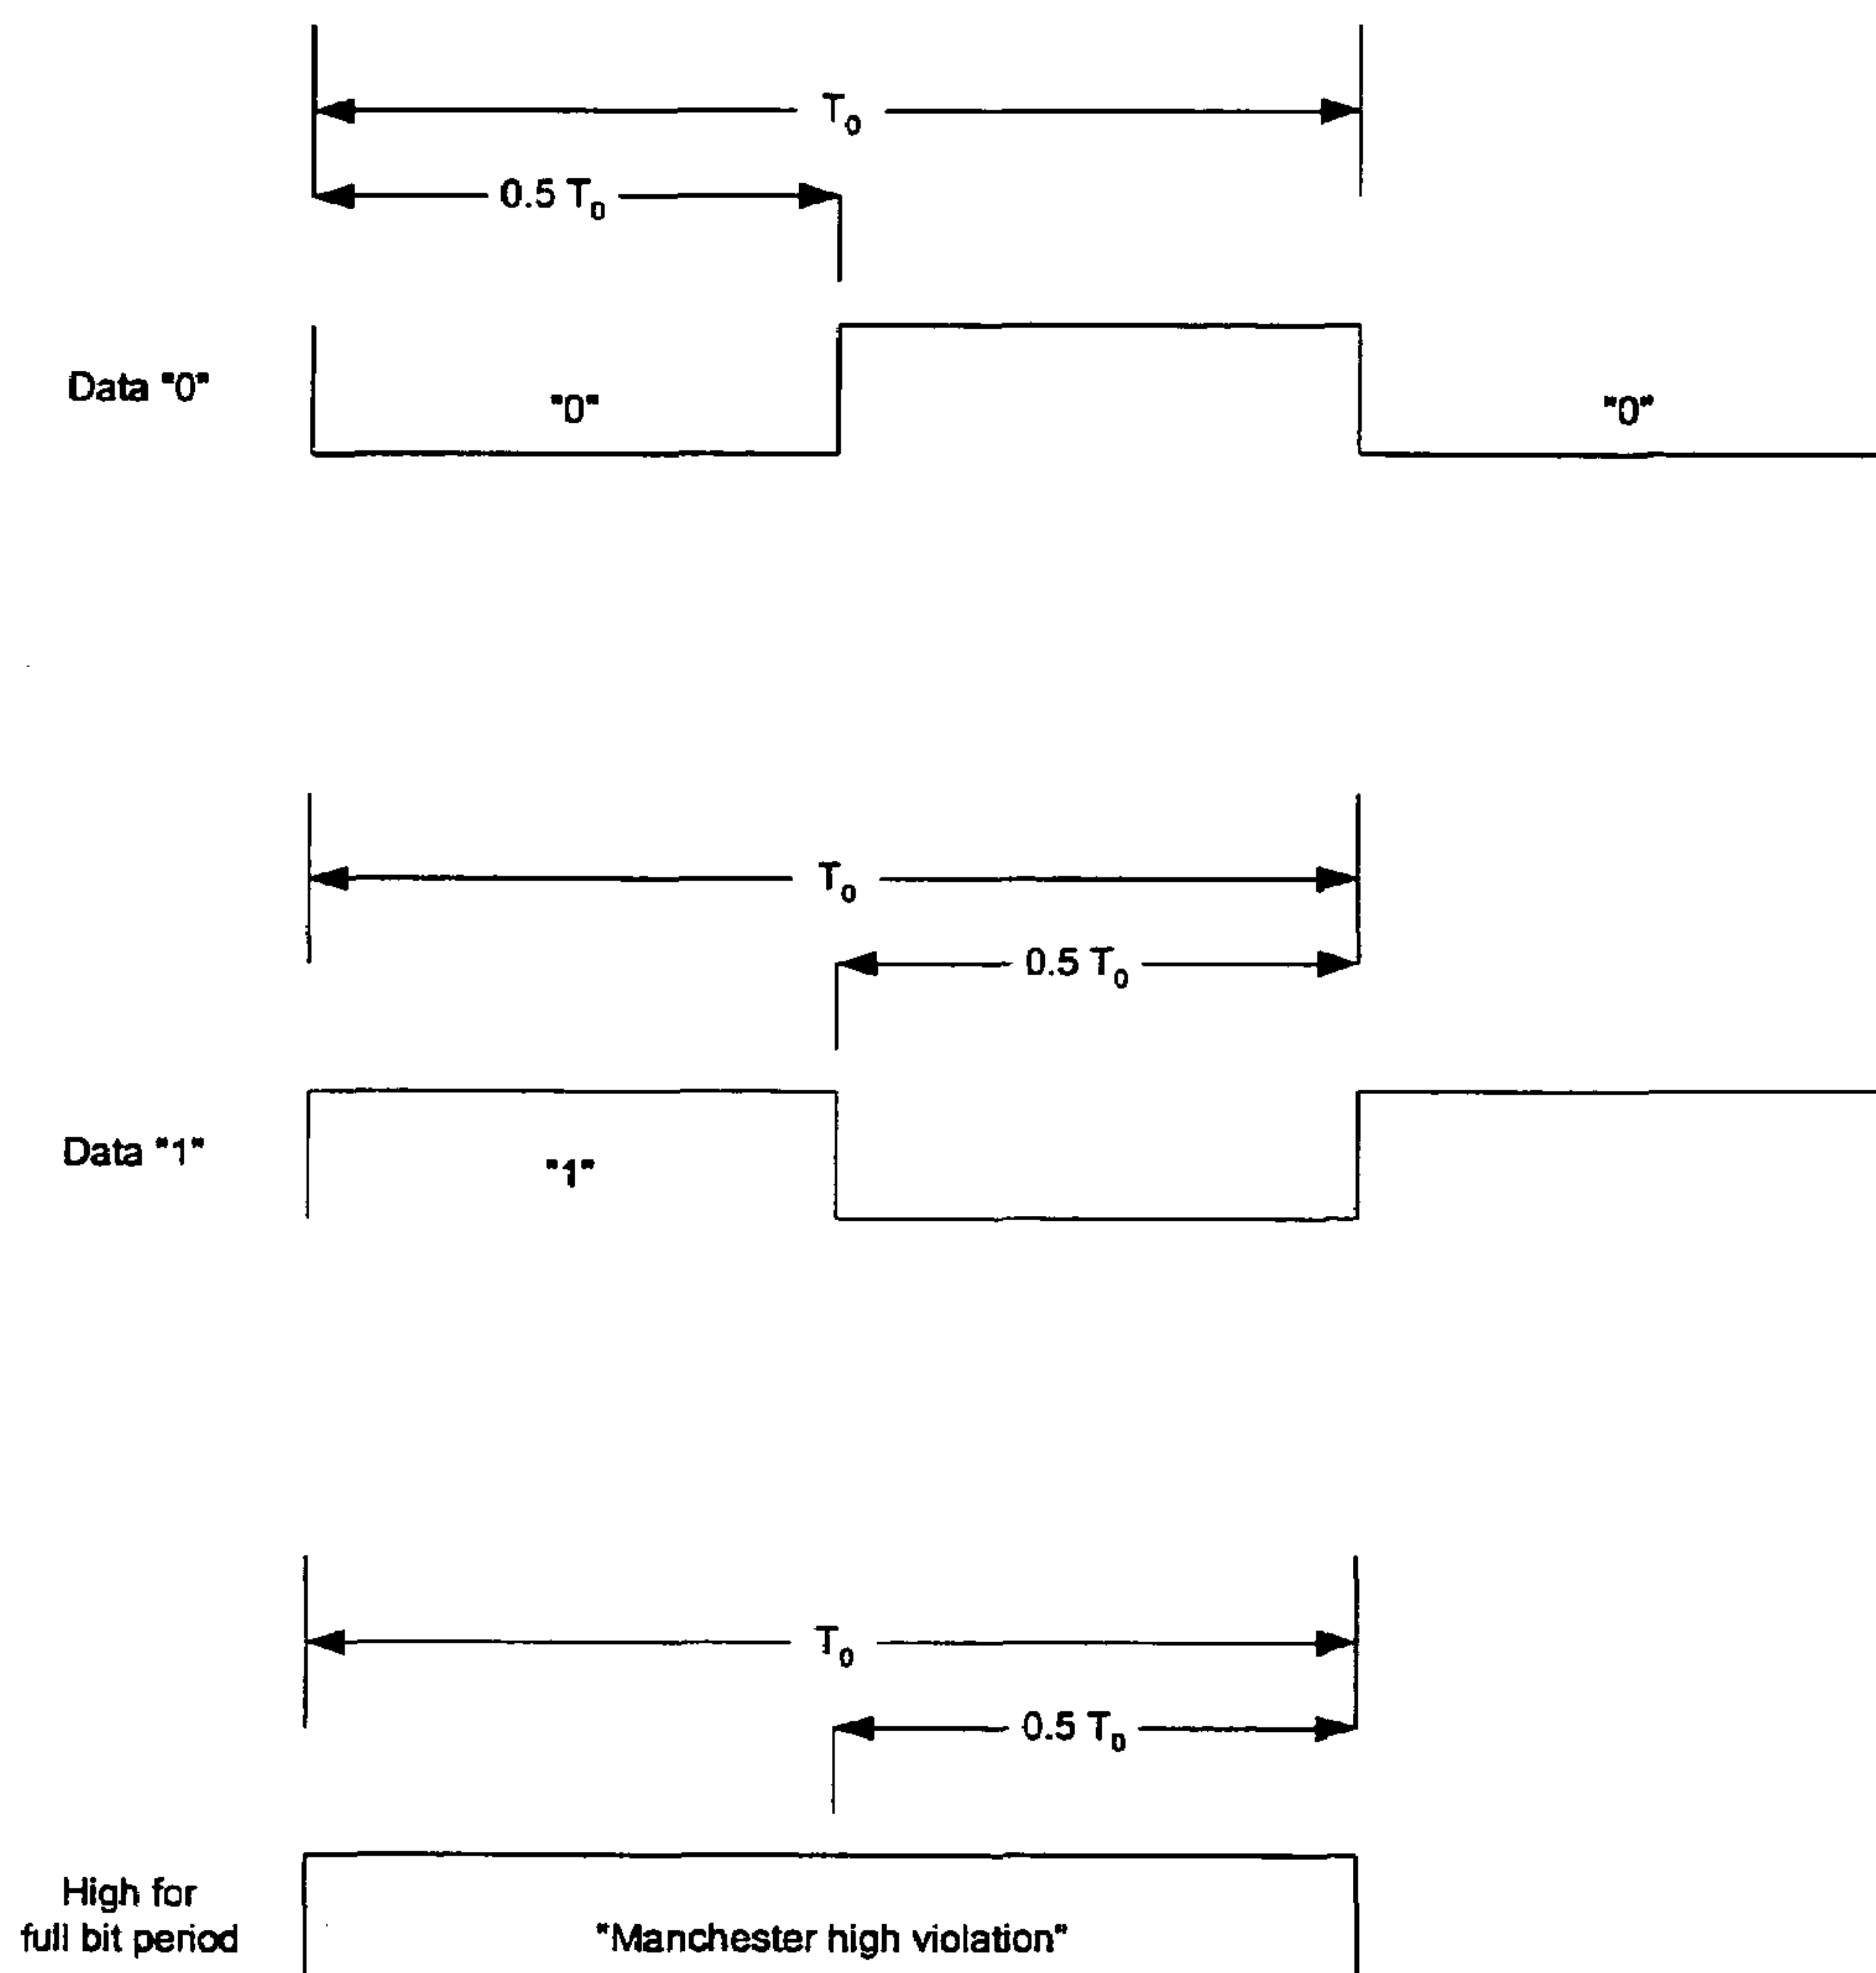 T0
0.5 T0
Data "0"
"0"
"0"
T0
0.5 T0
Data "1"
"1"
T0
0.5 T0
High for
full bit period
"Manchester high violation"